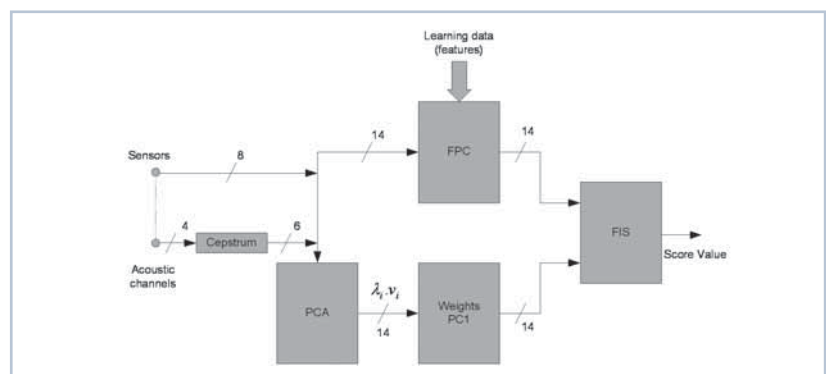 Learning data
(features)
14
FPC
14
Sensors
8
4
Cepstrum
6
Acoustic
channels
PCA
λᵢ.νᵢ
14
Weights
PC1
14
FIS
Score Value